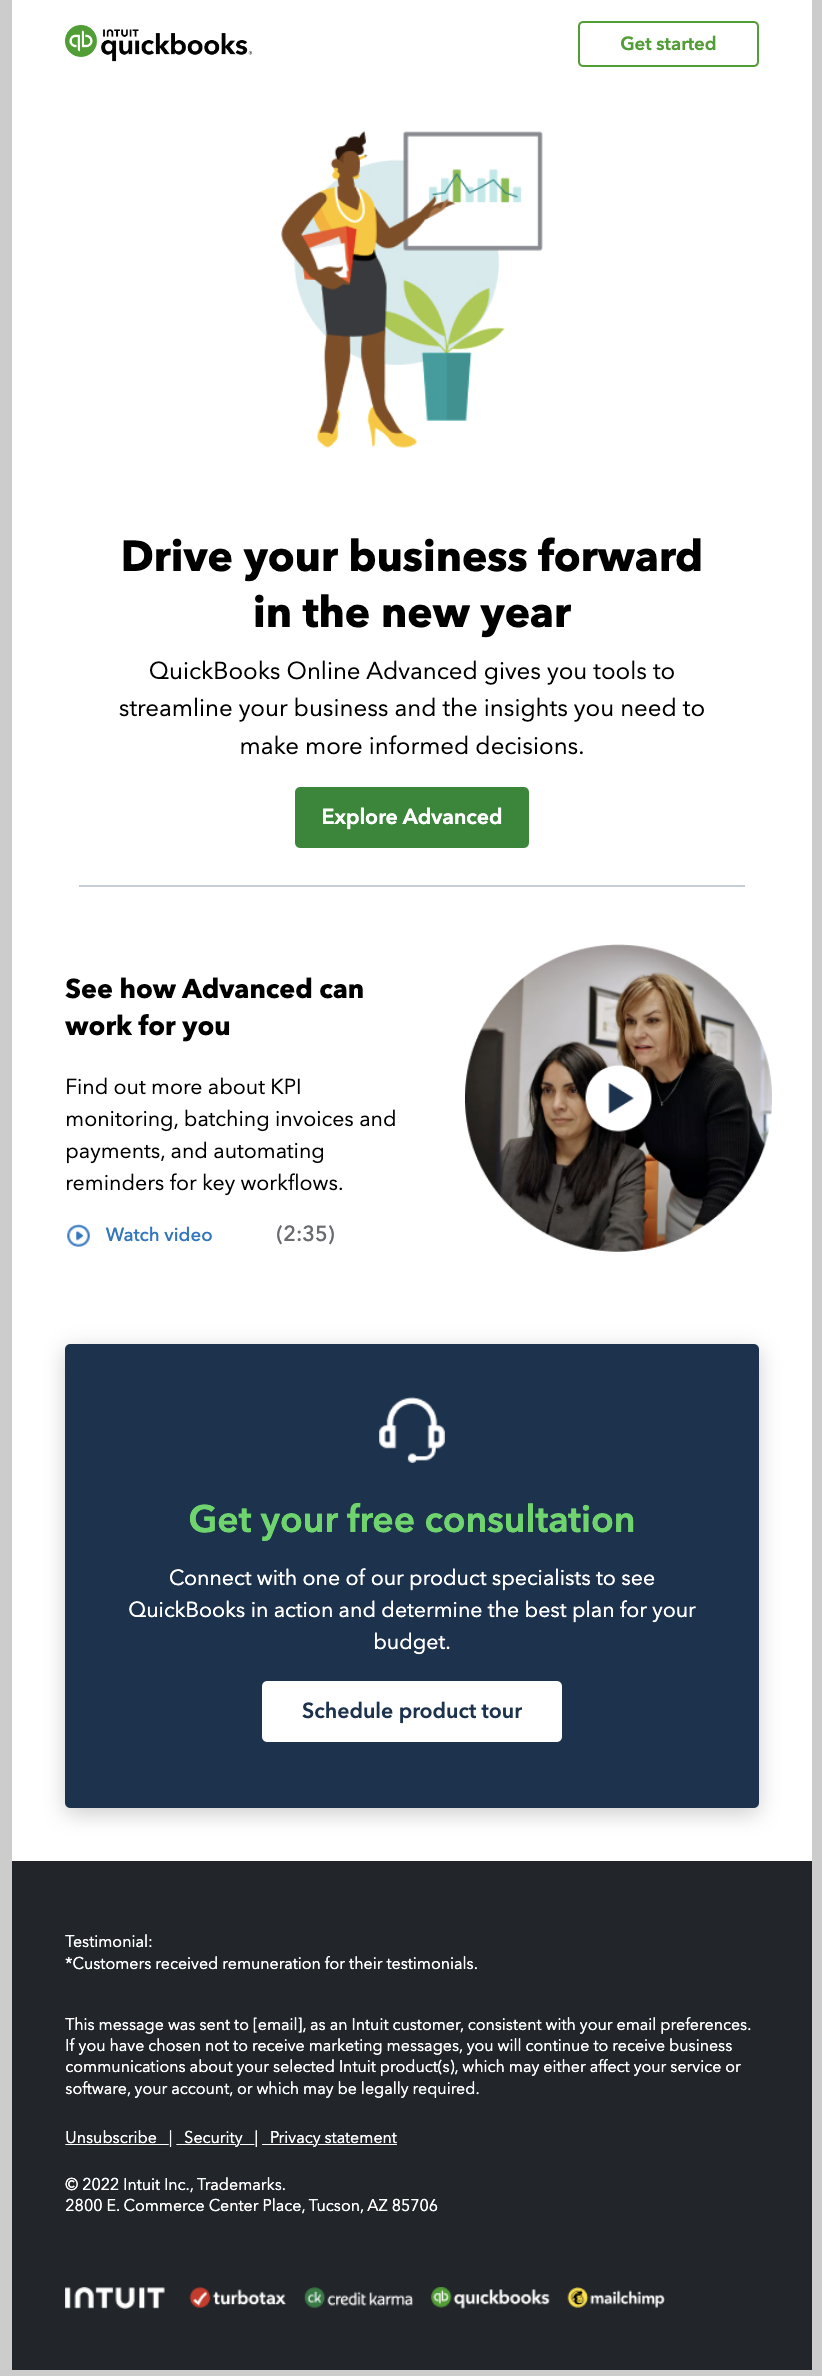 INTUIT
quickbooks.
Get started
Drive your business forward
in the new year
QuickBooks Online Advanced gives you tools to
streamline your business and the insights you need to
make more informed decisions.
Explore Advanced
See how Advanced can
work for you
Find out more about KPI
monitoring, batching invoices and
payments, and automating
reminders for key workflows.
Watch video (2:35)
Get your free consultation
Connect with one of our product specialists to see
QuickBooks in action and determine the best plan for your
budget.
Schedule product tour
Testimonial:
*Customers received remuneration for their testimonials.
This message was sent to [email], as an Intuit customer, consistent with your email preferences.
If you have chosen not to receive marketing messages, you will continue to receive business
communications about your selected Intuit product(s), which may either affect your service or
software, your account, or which may be legally required.
Unsubscribe | Security | Privacy statement
© 2022 Intuit Inc., Trademarks.
2800 E. Commerce Center Place, Tucson, AZ 85706
INTUIT turbotax ck credit karma qb quickbooks mailchimp